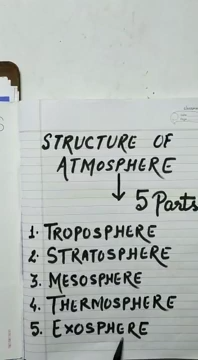 STRUCTURE OF
ATMOSPHERE
5 Parts
1. TROPOSPHERE
2. STRATOSPHERE
3. MESOSPHERE
4. THERMOSPHERE
5. EXOSPHERE